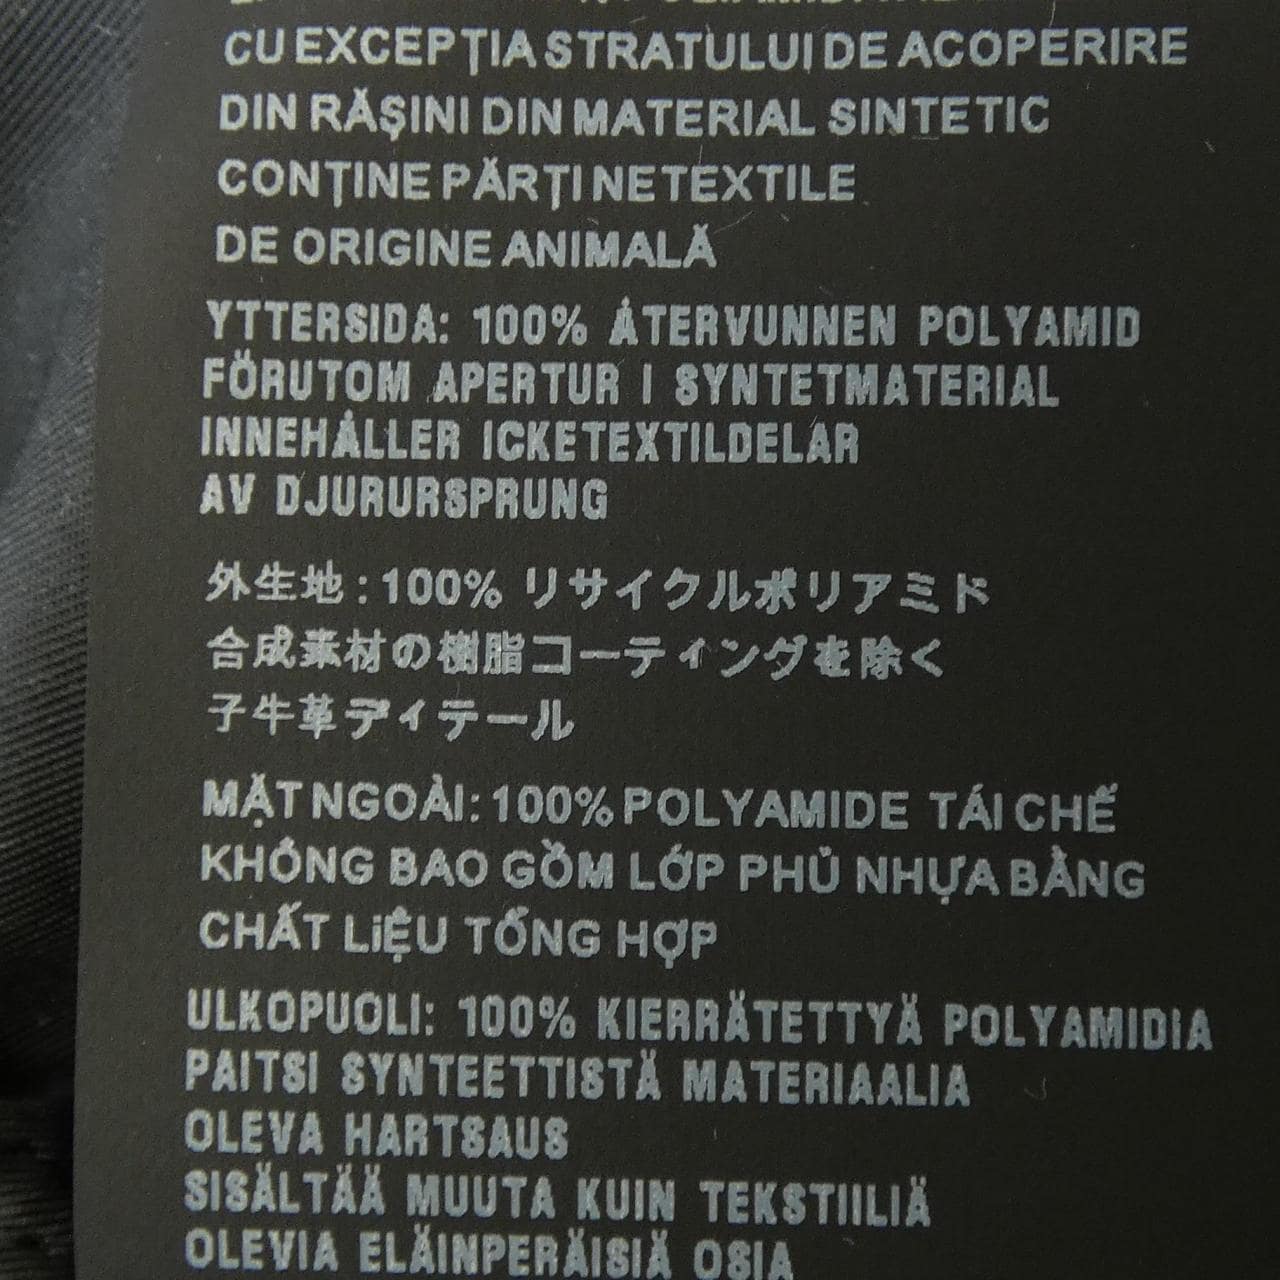 CU EXCEPȚIA STRATULUI DE ACOPERIRE
DIN RĂȘINI DIN MATERIAL SINTETIC
CONȚINE PĂRȚI NETEXTILE
DE ORIGINE ANIMALĂ
YTTERSIDA: 100% ÅTERVUNNEN POLYAMID
FÖRUTOM APERTUR I SYNTETMATERIAL
INNEHÅLLER ICKETEXTILDELAR
AV DJURURSPRUNG
外生地:100% リサイクルポリアミド
合成素材の樹脂コーティングを除く
子牛革ディテール
MẶT NGOÀI: 100% POLYAMIDE TÁI CHẾ
KHÔNG BAO GỒM LỚP PHỦ NHỰA BẰNG
CHẤT LiỆU TỔNG HỢP
ULKOPUOLI: 100% KIERRÄTETTYÄ POLYAMIDIA
PAITSI SYNTEETTISTÄ MATERIAALIA
OLEVA HARTSAUS
SISÄLTÄÄ MUUTA KUIN TEKSTIILIÄ
OLEVIA ELÄINPERÄISIÄ OSIA